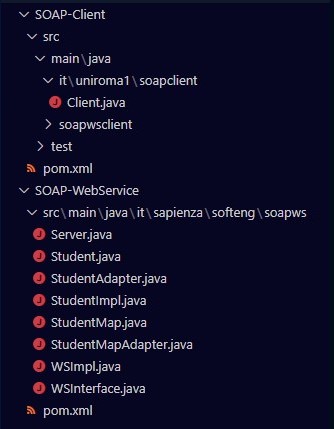 SOAP-Client
src
main\java
it\uniroma1\soapclient
Client.java
soapwsclient
test
pom.xml
SOAP-WebService
src\main\java\it\sapienza\softeng\soapws
Server.java
Student.java
StudentAdapter.java
StudentImpl.java
StudentMap.java
StudentMapAdapter.java
WSImpl.java
WSInterface.java
pom.xml